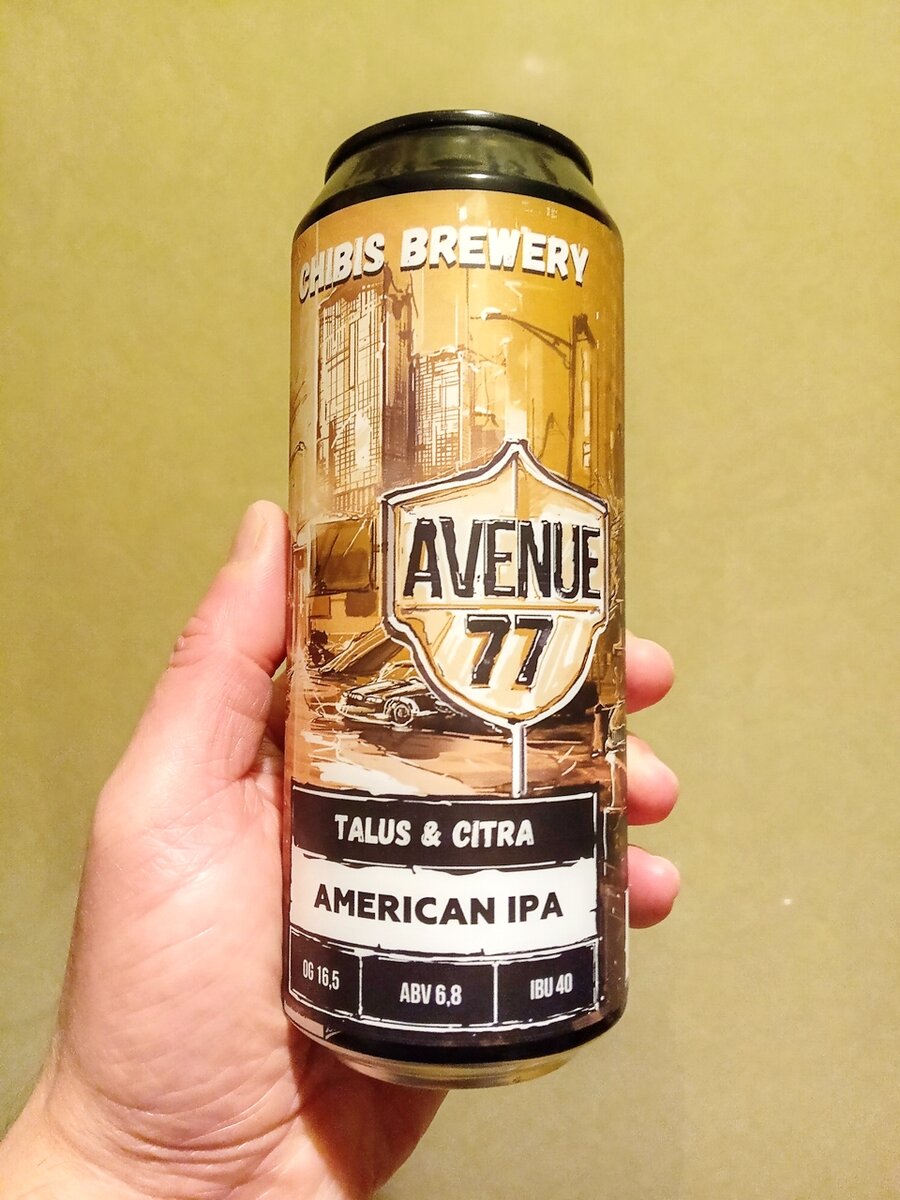 CHIBIS BREWERY
AVENUE
77
TALUS & CITRA
AMERICAN IPA
OG 16,5
ABV 6,8
IBU 40